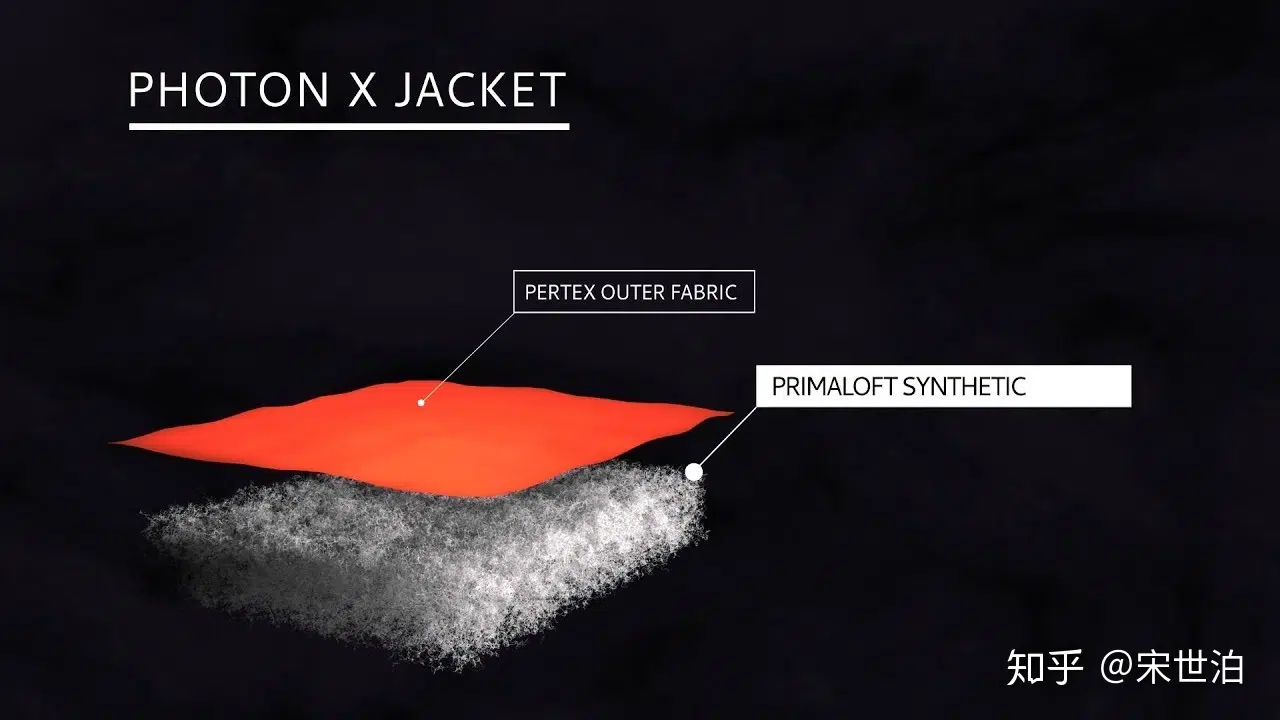 PHOTON X JACKET
PERTEX OUTER FABRIC
PRIMALOFT SYNTHETIC
知乎 @宋世泊